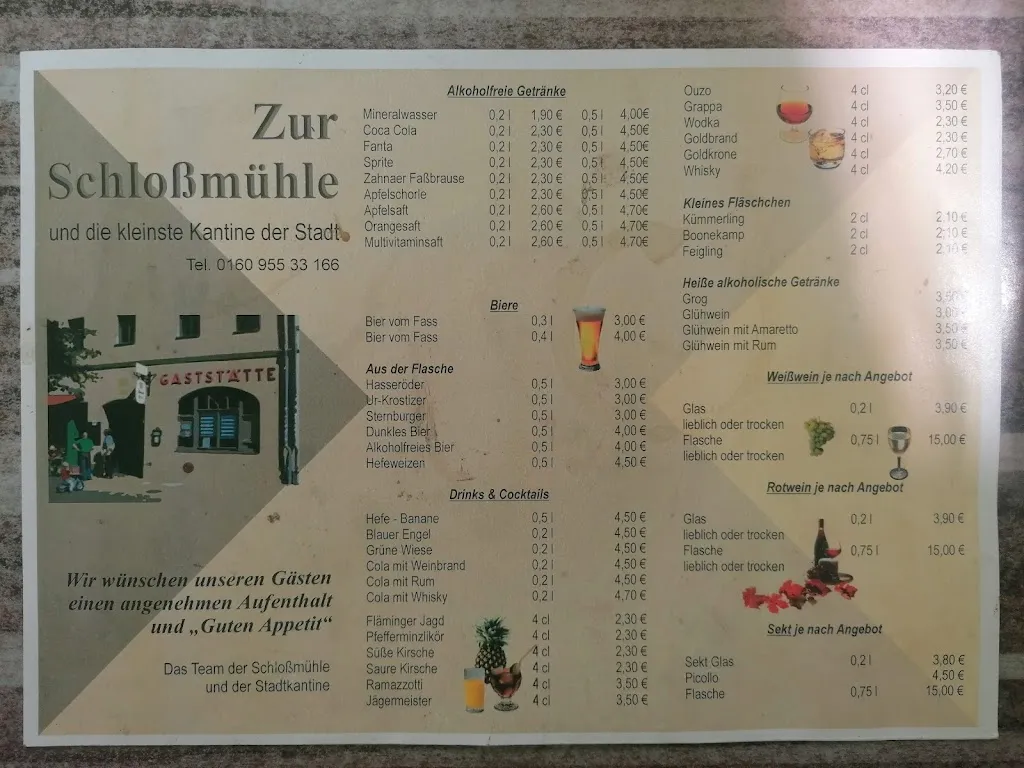 Zur
Schloßmühle
und die kleinste Kantine der Stadt
Tel. 0160 955 33 166
GASTSTÄTTE
Wir wünschen unseren Gästen
einen angenehmen Aufenthalt
und „Guten Appetit“
Das Team der Schloßmühle
und der Stadtkantine
Alkoholfreie Getränke
Mineralwasser 0,2 l 1,90 € 0,5 l 4,00€
Coca Cola 0,2 l 2,30 € 0,5 l 4,50€
Fanta 0,2 l 2,30 € 0,5 l 4,50€
Sprite 0,2 l 2,30 € 0,5 l 4,50€
Zahnaer Faßbrause 0,2 l 2,30 € 0,5 l 4,50€
Apfelschorle 0,2 l 2,30 € 0,5 l 4,50€
Apfelsaft 0,2 l 2,60 € 0,5 l 4,70€
Orangesaft 0,2 l 2,60 € 0,5 l 4,70€
Multivitaminsaft 0,2 l 2,60 € 0,5 l 4,70€
Biere
Bier vom Fass 0,3 l 3,00 €
Bier vom Fass 0,4 l 4,00 €
Aus der Flasche
Hasseröder 0,5 l 3,00 €
Ur-Krostizer 0,5 l 3,00 €
Sternburger 0,5 l 3,00 €
Dunkles Bier 0,5 l 4,00 €
Alkoholfreies Bier 0,5 l 4,00 €
Hefeweizen 0,5 l 4,50 €
Drinks & Cocktails
Hefe - Banane 0,5 l 4,50 €
Blauer Engel 0,2 l 4,50 €
Grüne Wiese 0,2 l 4,50 €
Cola mit Weinbrand 0,2 l 4,50 €
Cola mit Rum 0,2 l 4,50 €
Cola mit Whisky 0,2 l 4,70 €
Fläminger Jagd 4 cl 2,30 €
Pfefferminzlikör 4 cl 2,30 €
Süße Kirsche 4 cl 2,30 €
Saure Kirsche 4 cl 2,30 €
Ramazzotti 4 cl 3,50 €
Jägermeister 4 cl 3,50 €
Ouzo 4 cl 3,20 €
Grappa 4 cl 3,50 €
Wodka 4 cl 2,30 €
Goldbrand 4 cl 2,30 €
Goldkrone 4 cl 2,70 €
Whisky 4 cl 4,20 €
Kleines Fläschchen
Kümmerling 2 cl 2,10 €
Boonekamp 2 cl 2,10 €
Feigling 2 cl 2,10 €
Heiße alkoholische Getränke
Grog
Glühwein 3,00 €
Glühwein mit Amaretto 3,50 €
Glühwein mit Rum 3,50 €
Weißwein je nach Angebot
Glas 0,2 l 3,90 €
lieblich oder trocken
Flasche 0,75 l 15,00 €
lieblich oder trocken
Rotwein je nach Angebot
Glas 0,2 l 3,90 €
lieblich oder trocken
Flasche 0,75 l 15,00 €
lieblich oder trocken
Sekt je nach Angebot
Sekt Glas 0,2 l 3,80 €
Picollo 4,50 €
Flasche 0,75 l 15,00 €